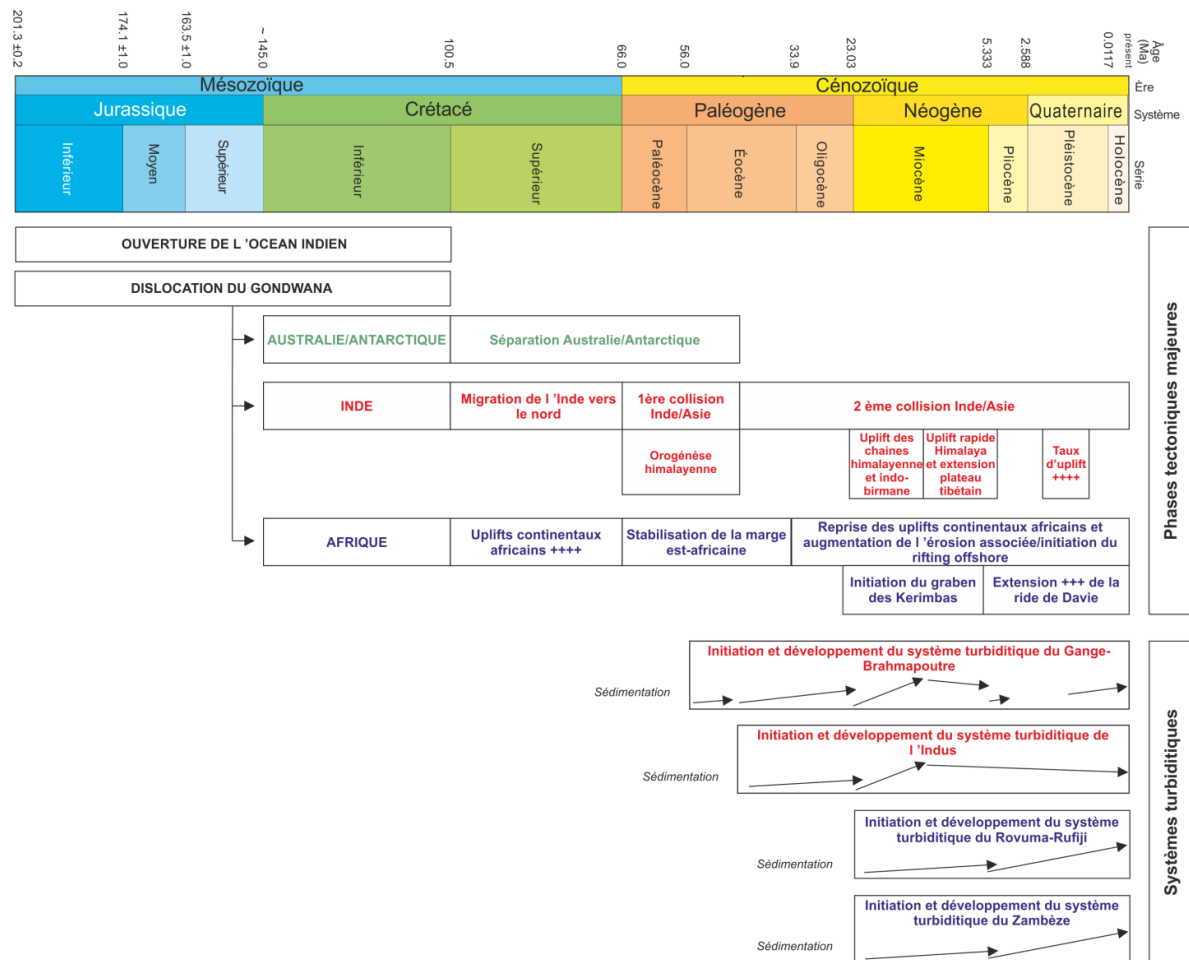 201.3 ±0.2
174.1 ±1.0
163.5 ±1.0
~ 145.0
100.5
66.0
56.0
33.9
23.03
5.333
2.588
0.0117
présent
Âge
(Ma)
Mésozoïque
Cénozoïque
Ère
Jurassique
Crétacé
Paléogène
Néogène
Quaternaire
Système
Inférieur
Moyen
Supérieur
Inférieur
Supérieur
Paléocène
Éocène
Oligocène
Miocène
Pliocène
Pléistocène
Holocène
Série
OUVERTURE DE L 'OCEAN INDIEN
DISLOCATION DU GONDWANA
AUSTRALIE/ANTARCTIQUE
Séparation Australie/Antarctique
INDE
Migration de l 'Inde vers
le nord
1ère collision
Inde/Asie
2 ème collision Inde/Asie
Orogénèse
himalayenne
Uplift des
chaines
himalayenne
et indo-
birmane
Uplift rapide
Himalaya
et extension
plateau
tibétain
Taux
d'uplift
++++
AFRIQUE
Uplifts continentaux
africains ++++
Stabilisation de la marge
est-africaine
Reprise des uplifts continentaux africains et
augmentation de l 'érosion associée/initiation du
rifting offshore
Initiation du graben
des Kerimbas
Extension +++ de la
ride de Davie
Phases tectoniques majeures
Initiation et développement du système turbiditique du Gange-
Brahmapoutre
Sédimentation
Initiation et développement du système turbiditique de
l 'Indus
Sédimentation
Initiation et développement du système
turbiditique du Rovuma-Rufiji
Sédimentation
Initiation et développement du système
turbiditique du Zambèze
Sédimentation
Systèmes turbiditiques